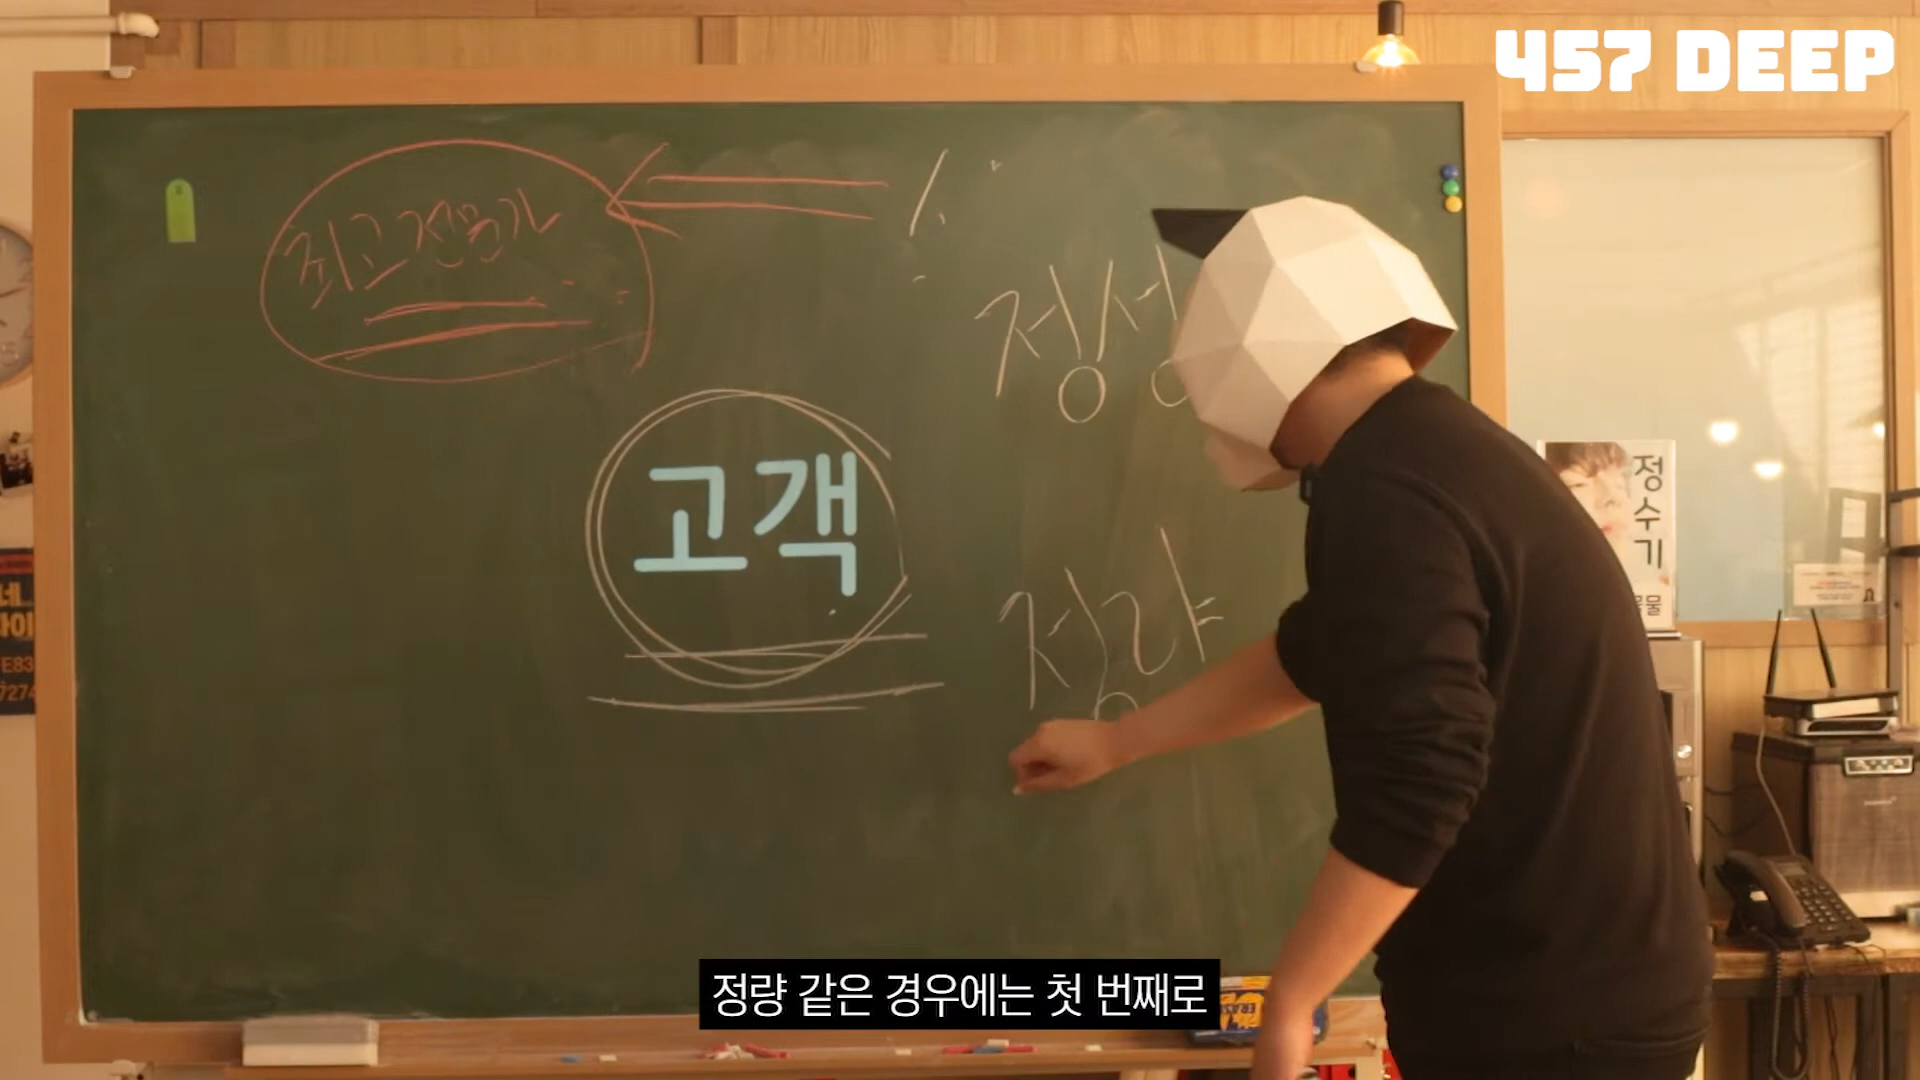 457 DEEP
최고 전문가
정성
고객
정량
정
수
기
정량 같은 경우에는 첫 번째로